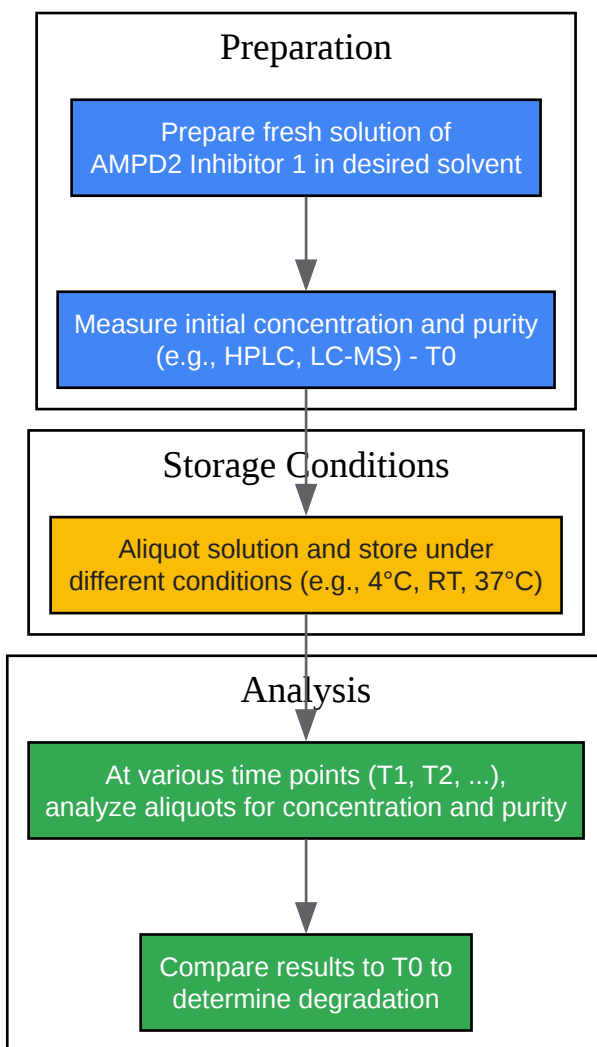 Preparation
Prepare fresh solution of
AMPD2 Inhibitor 1 in desired solvent
Measure initial concentration and purity
(e.g., HPLC, LC-MS) - T0
Storage Conditions
Aliquot solution and store under
different conditions (e.g., 4°C, RT, 37°C)
Analysis
At various time points (T1, T2, ...),
analyze aliquots for concentration and purity
Compare results to T0 to
determine degradation